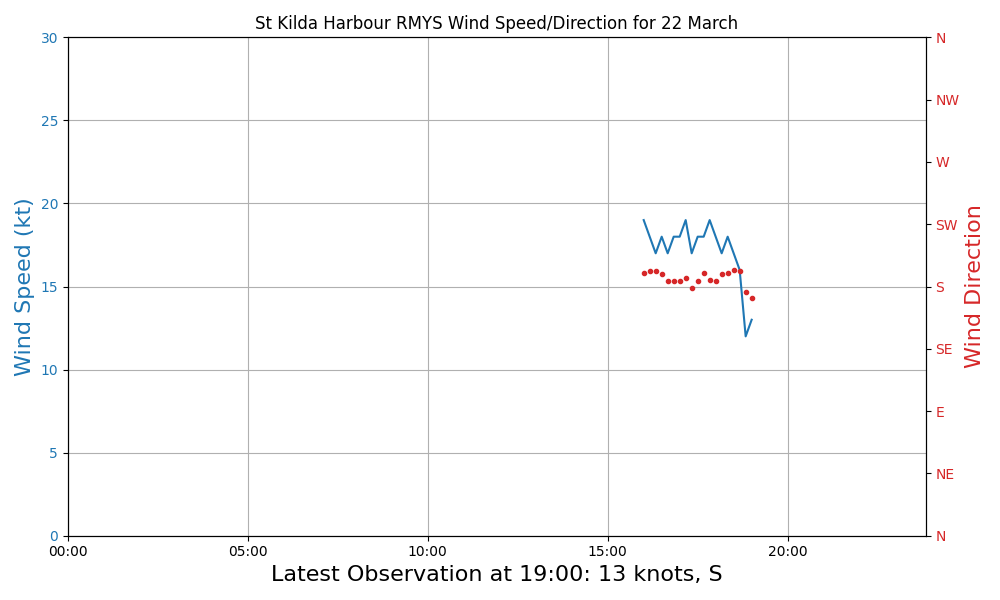 St Kilda Harbour RMYS Wind Speed/Direction for 22 March
Wind Speed (kt)
30
25
20
15
10
5
0
00:00
05:00
10:00
15:00
20:00
N
NW
W
SW
S
SE
E
NE
N
Wind Direction
Latest Observation at 19:00: 13 knots, S